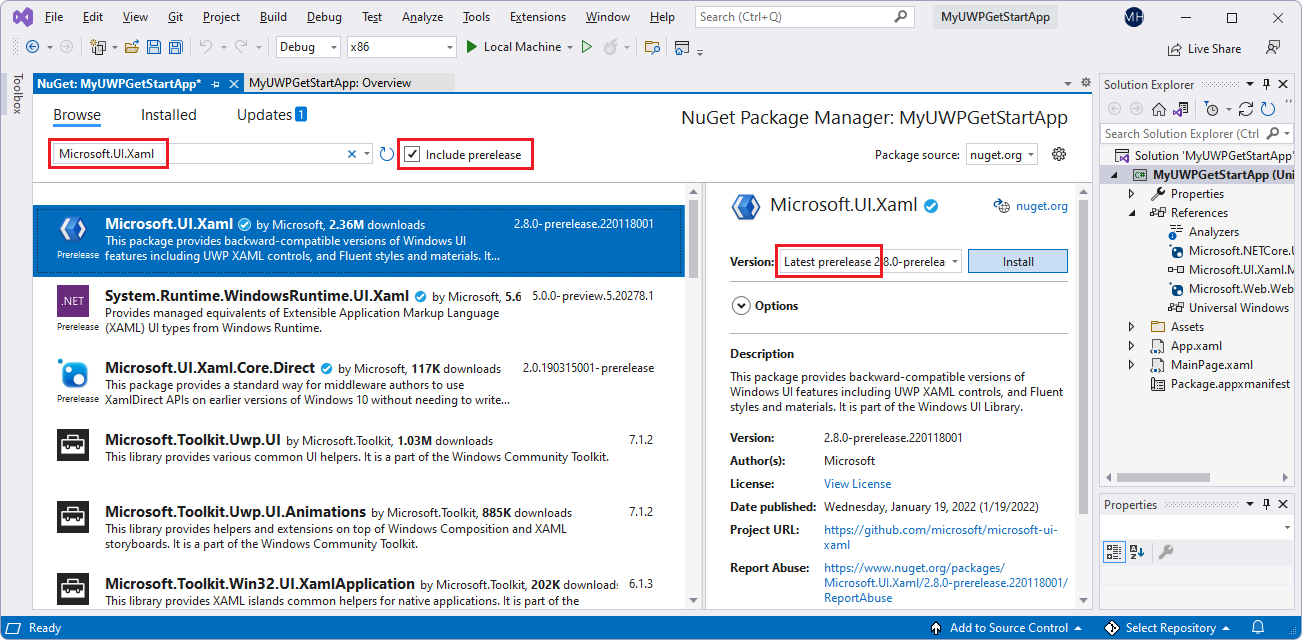 File Edit View Git Project Build Debug Test Analyze Tools Extensions Window Help Search (Ctrl+Q) MyUWPGetStartApp MH
Debug x86 Local Machine Live Share
Toolbox
NuGet: MyUWPGetStartApp* MyUWPGetStartApp: Overview
Browse Installed Updates 1
NuGet Package Manager: MyUWPGetStartApp
Microsoft.UI.Xaml Include prerelease Package source: nuget.org
Microsoft.UI.Xaml by Microsoft, 2.36M downloads 2.8.0-prerelease.220118001
This package provides backward-compatible versions of Windows UI
Prerelease features including UWP XAML controls, and Fluent styles and materials. It...
.NET
System.Runtime.WindowsRuntime.UI.Xaml by Microsoft, 5.6 5.0.0-preview.5.20278.1
Provides managed equivalents of Extensible Application Markup Language
Prerelease (XAML) UI types from Windows Runtime.
Microsoft.UI.Xaml.Core.Direct by Microsoft, 117K downloads 2.0.190315001-prerelease
This package provides a standard way for middleware authors to use
Prerelease XamlDirect APIs on earlier versions of Windows 10 without needing to write...
Microsoft.Toolkit.Uwp.UI by Microsoft.Toolkit, 1.03M downloads 7.1.2
This library provides various common UI helpers. It is a part of the Windows Community Toolkit.
Microsoft.Toolkit.Uwp.UI.Animations by Microsoft.Toolkit, 885K downloads 7.1.2
This library provides helpers and extensions on top of Windows Composition and XAML
storyboards. It is a part of the Windows Community Toolkit.
Microsoft.Toolkit.Win32.UI.XamlApplication by Microsoft.Toolkit, 202K downloads 6.1.3
This library provides XAML islands common helpers for native applications. It is part of the
Microsoft.UI.Xaml nuget.org
Version: Latest prerelease 2.8.0-prerelea Install
Options
Description
This package provides backward-compatible versions of
Windows UI features including UWP XAML controls, and Fluent
styles and materials. It is part of the Windows UI Library.
Version: 2.8.0-prerelease.220118001
Author(s): Microsoft
License: View License
Date published: Wednesday, January 19, 2022 (1/19/2022)
Project URL: https://github.com/microsoft/microsoft-ui-
xaml
Report Abuse: https://www.nuget.org/packages/
Microsoft.UI.Xaml/2.8.0-prerelease.220118001/
ReportAbuse
Solution Explorer
Search Solution Explorer (Ctrl
Solution 'MyUWPGetStartApp'
C# MyUWPGetStartApp (Uni
Properties
References
Analyzers
Microsoft.NETCore.U
Microsoft.UI.Xaml.M
Microsoft.Web.Web
Universal Windows
Assets
App.xaml
MainPage.xaml
Package.appxmanifest
Properties
Ready Add to Source Control Select Repository